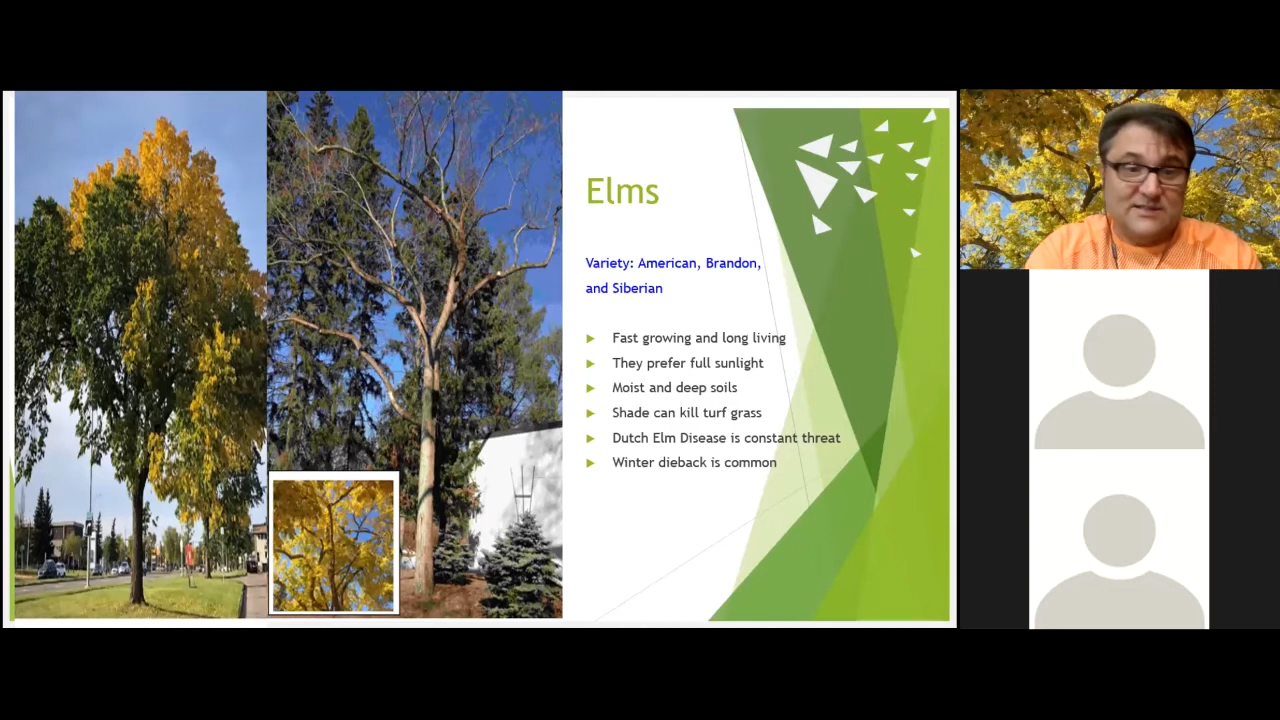 Elms
Variety: American, Brandon,
and Siberian
Fast growing and long living
They prefer full sunlight
Moist and deep soils
Shade can kill turf grass
Dutch Elm Disease is constant threat
Winter dieback is common